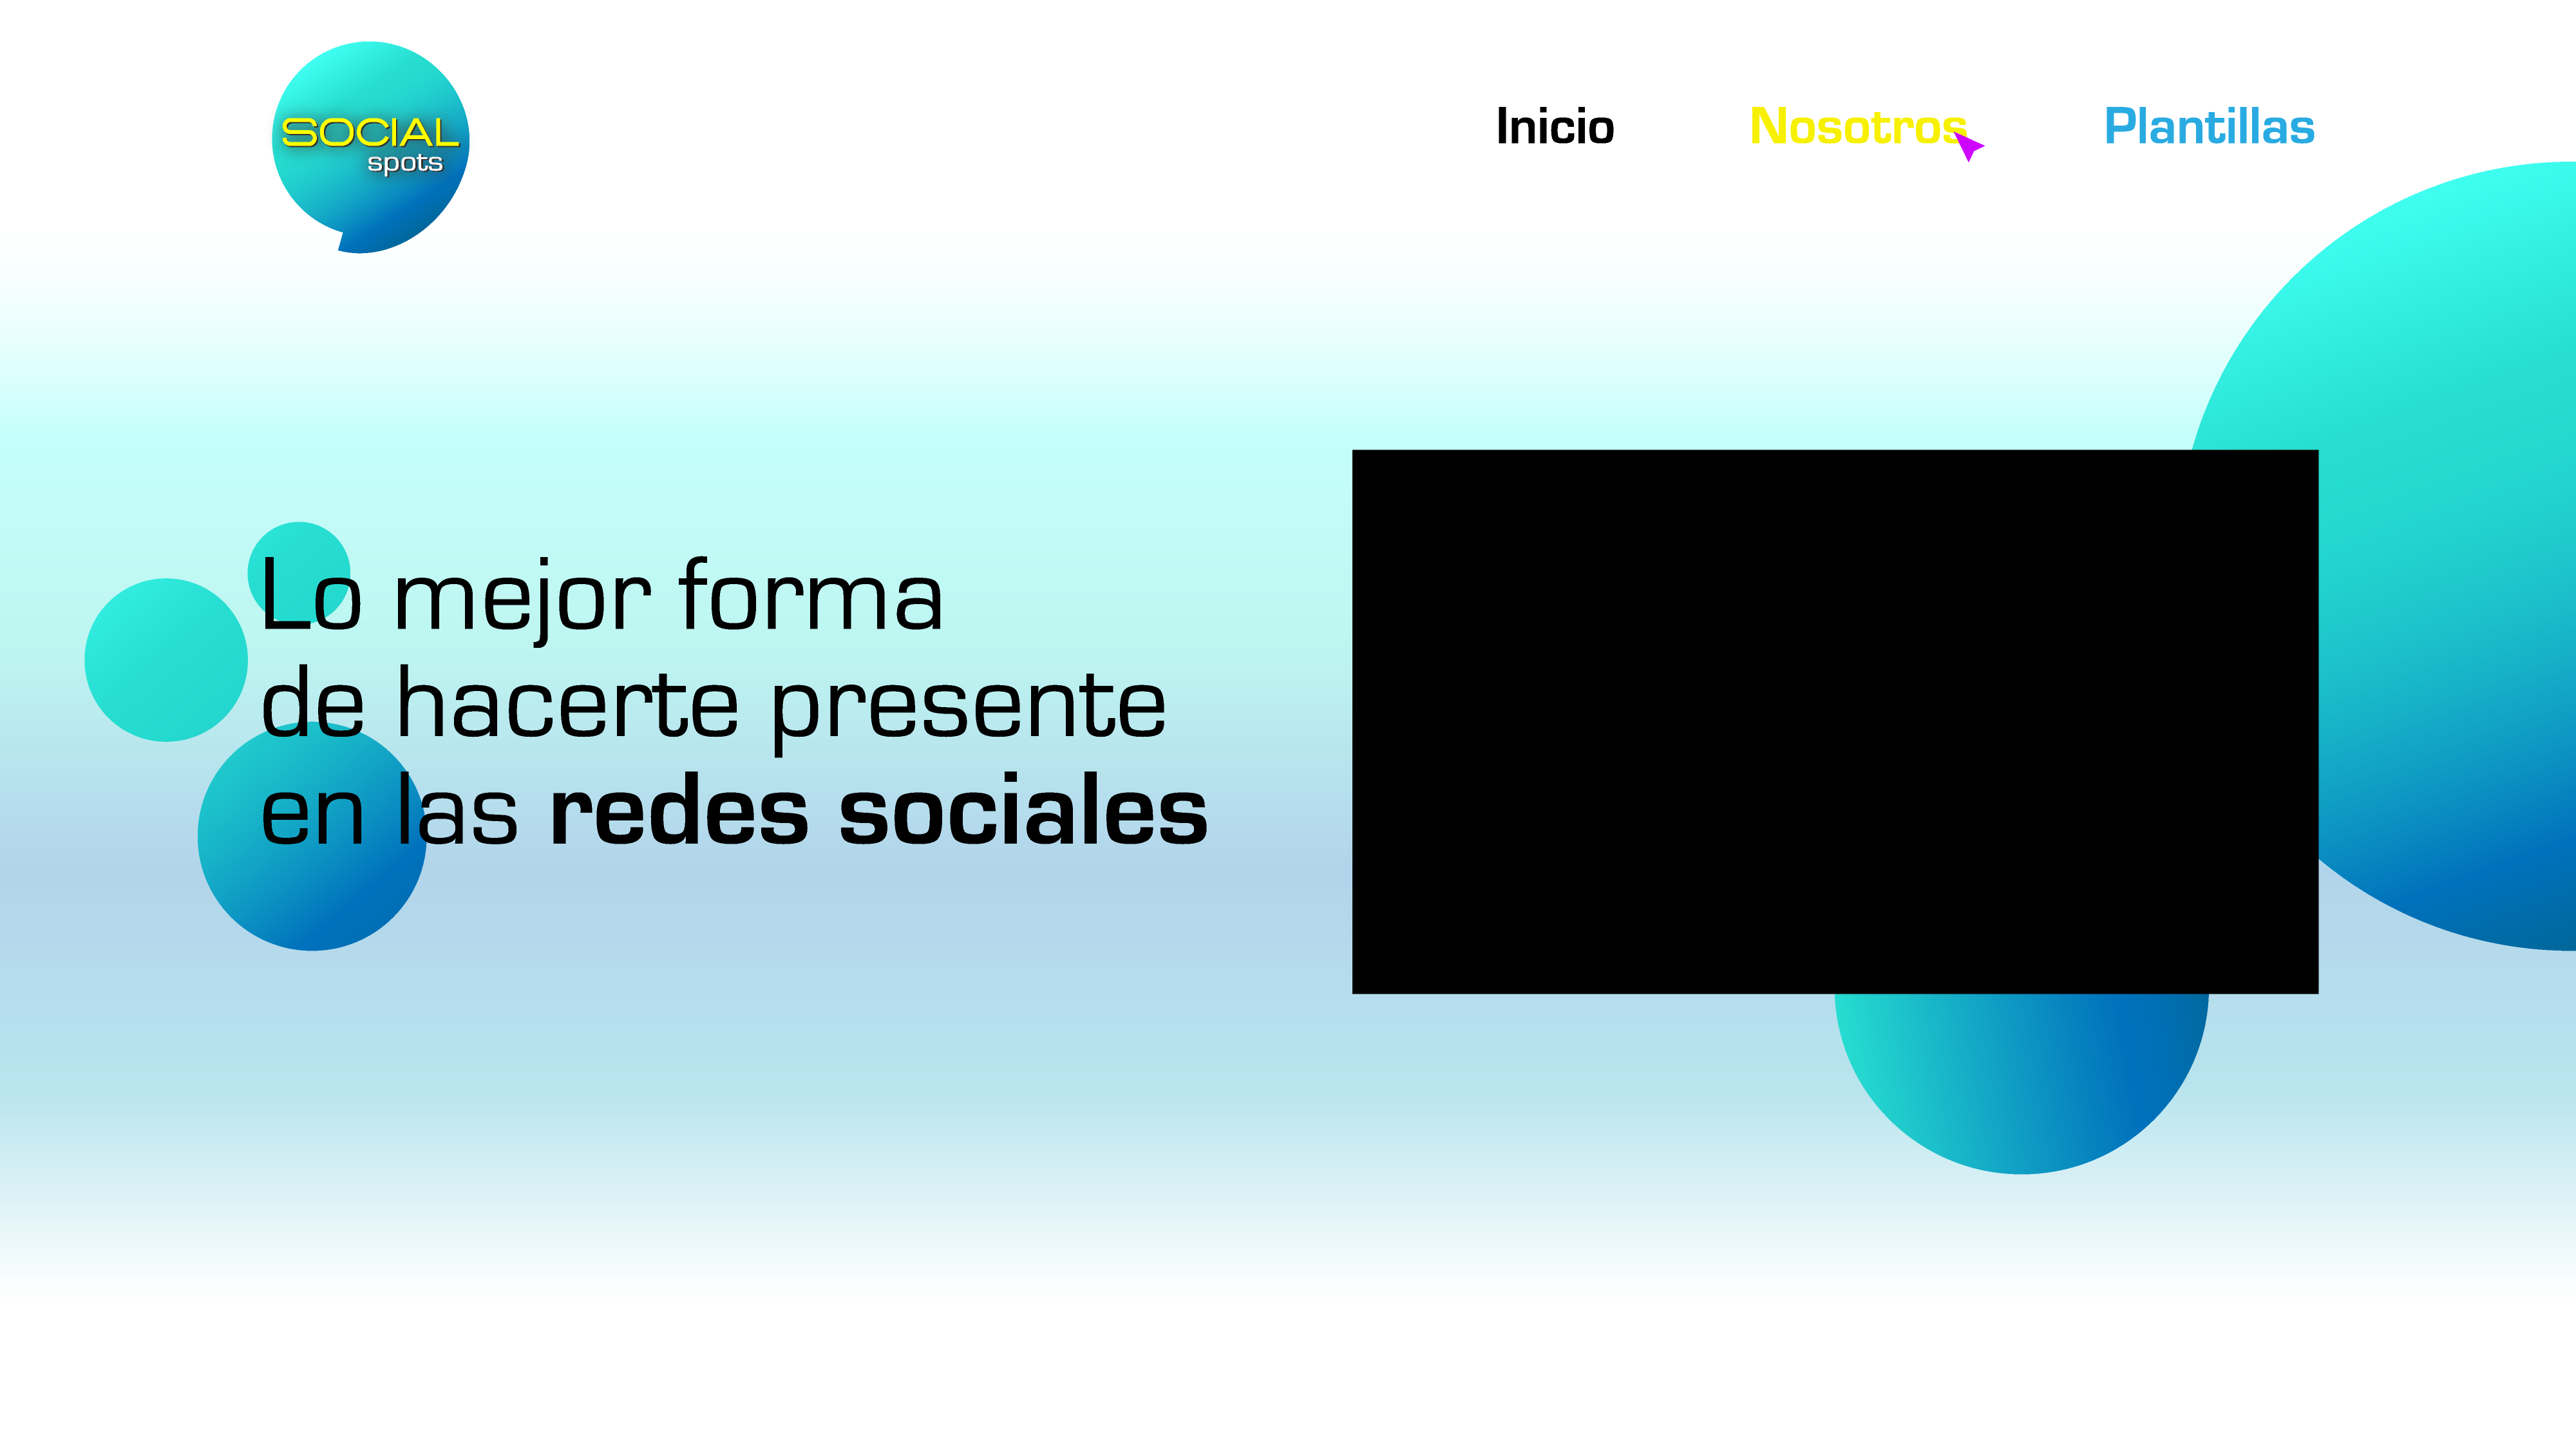 SOCIAL
spots
Inicio
Nosotros
Plantillas
Lo mejor forma
de hacerte presente
en las redes sociales